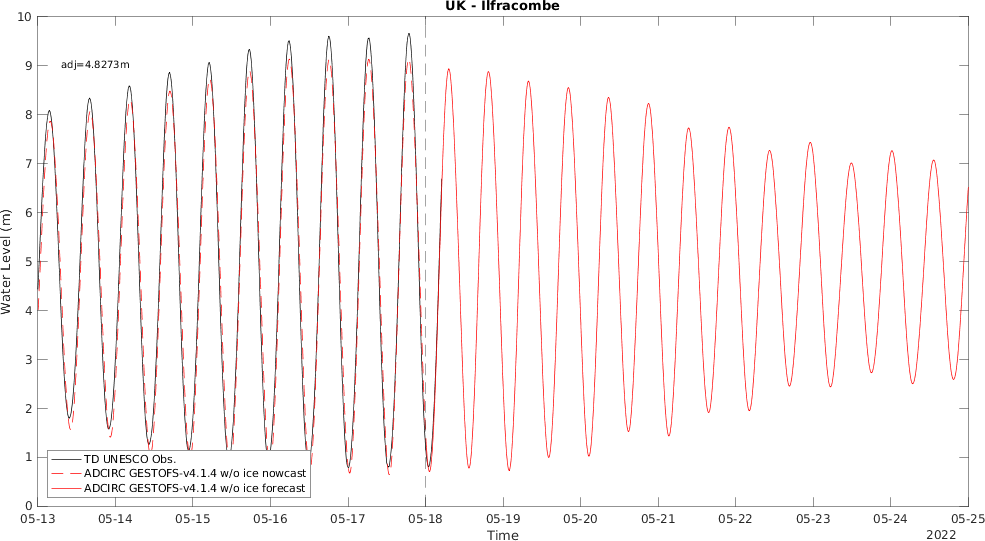 UK - Ilfracombe
adj=4.8273m
10
9
8
7
6
5
4
3
2
1
0
Water Level (m)
TD UNESCO Obs.
ADCIRC GESTOFS-v4.1.4 w/o ice nowcast
ADCIRC GESTOFS-v4.1.4 w/o ice forecast
05-13 05-14 05-15 05-16 05-17 05-18 05-19 05-20 05-21 05-22 05-23 05-24 05-25
Time
2022